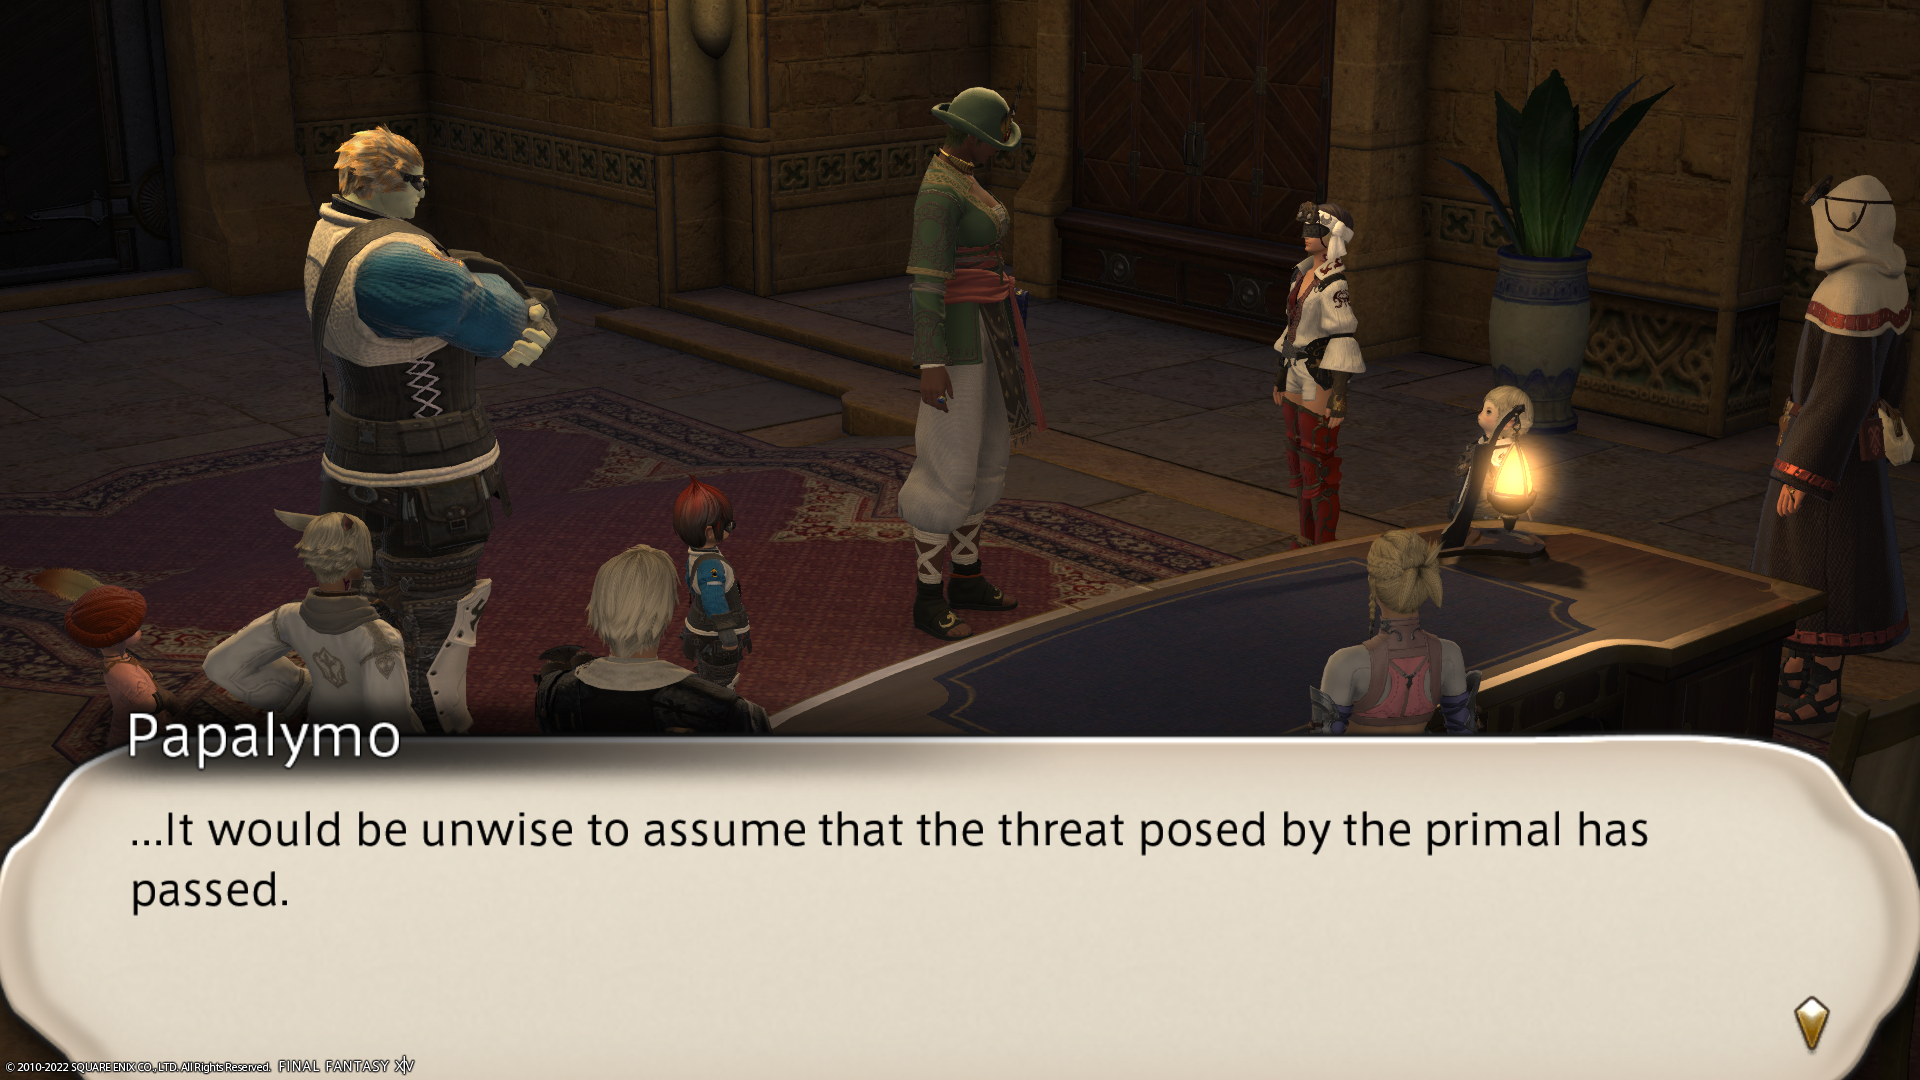 Papalymo
...It would be unwise to assume that the threat posed by the primal has
passed.
© 2010-2022 SQUARE ENIX CO., LTD. All Rights Reserved. FINAL FANTASY XIV